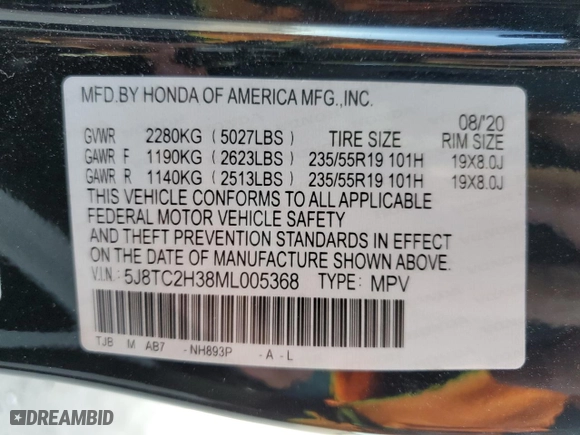 MFD.BY HONDA OF AMERICA MFG.,INC.
08/'20
GVWR 2280KG (5027LBS) TIRE SIZE RIM SIZE
GAWR F 1190KG (2623LBS) 235/55R19 101H 19X8.0J
GAWR R 1140KG (2513LBS) 235/55R19 101H 19X8.0J
THIS VEHICLE CONFORMS TO ALL APPLICABLE
FEDERAL MOTOR VEHICLE SAFETY
AND THEFT PREVENTION STANDARDS IN EFFECT
ON THE DATE OF MANUFACTURE SHOWN ABOVE.
V.I.N.: 5J8TC2H38ML005368 TYPE: MPV
TJB M AB7 -NH893P -A-L
DREAMBID